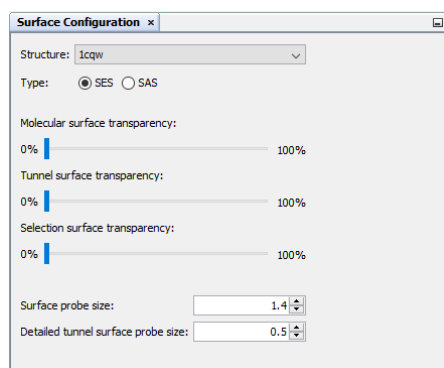 Surface Configuration ×
Structure: 1cqw
Type: SES SAS
Molecular surface transparency:
0% 100%
Tunnel surface transparency:
0% 100%
Selection surface transparency:
0% 100%
Surface probe size: 1.4
Detailed tunnel surface probe size: 0.5